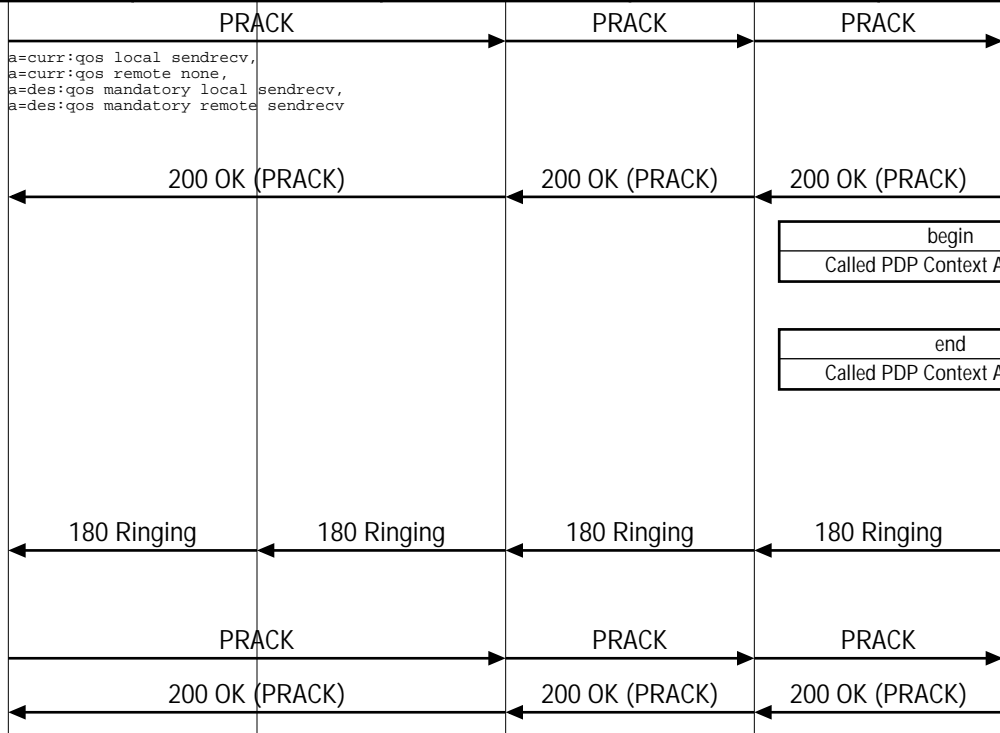 PRACK PRACK PRACK
a=curr:qos local sendrecv,
a=curr:qos remote none,
a=des:qos mandatory local sendrecv,
a=des:qos mandatory remote sendrecv
200 OK (PRACK) 200 OK (PRACK) 200 OK (PRACK)
begin
Called PDP Context
end
Called PDP Context
180 Ringing 180 Ringing 180 Ringing 180 Ringing
PRACK PRACK PRACK
200 OK (PRACK) 200 OK (PRACK) 200 OK (PRACK)